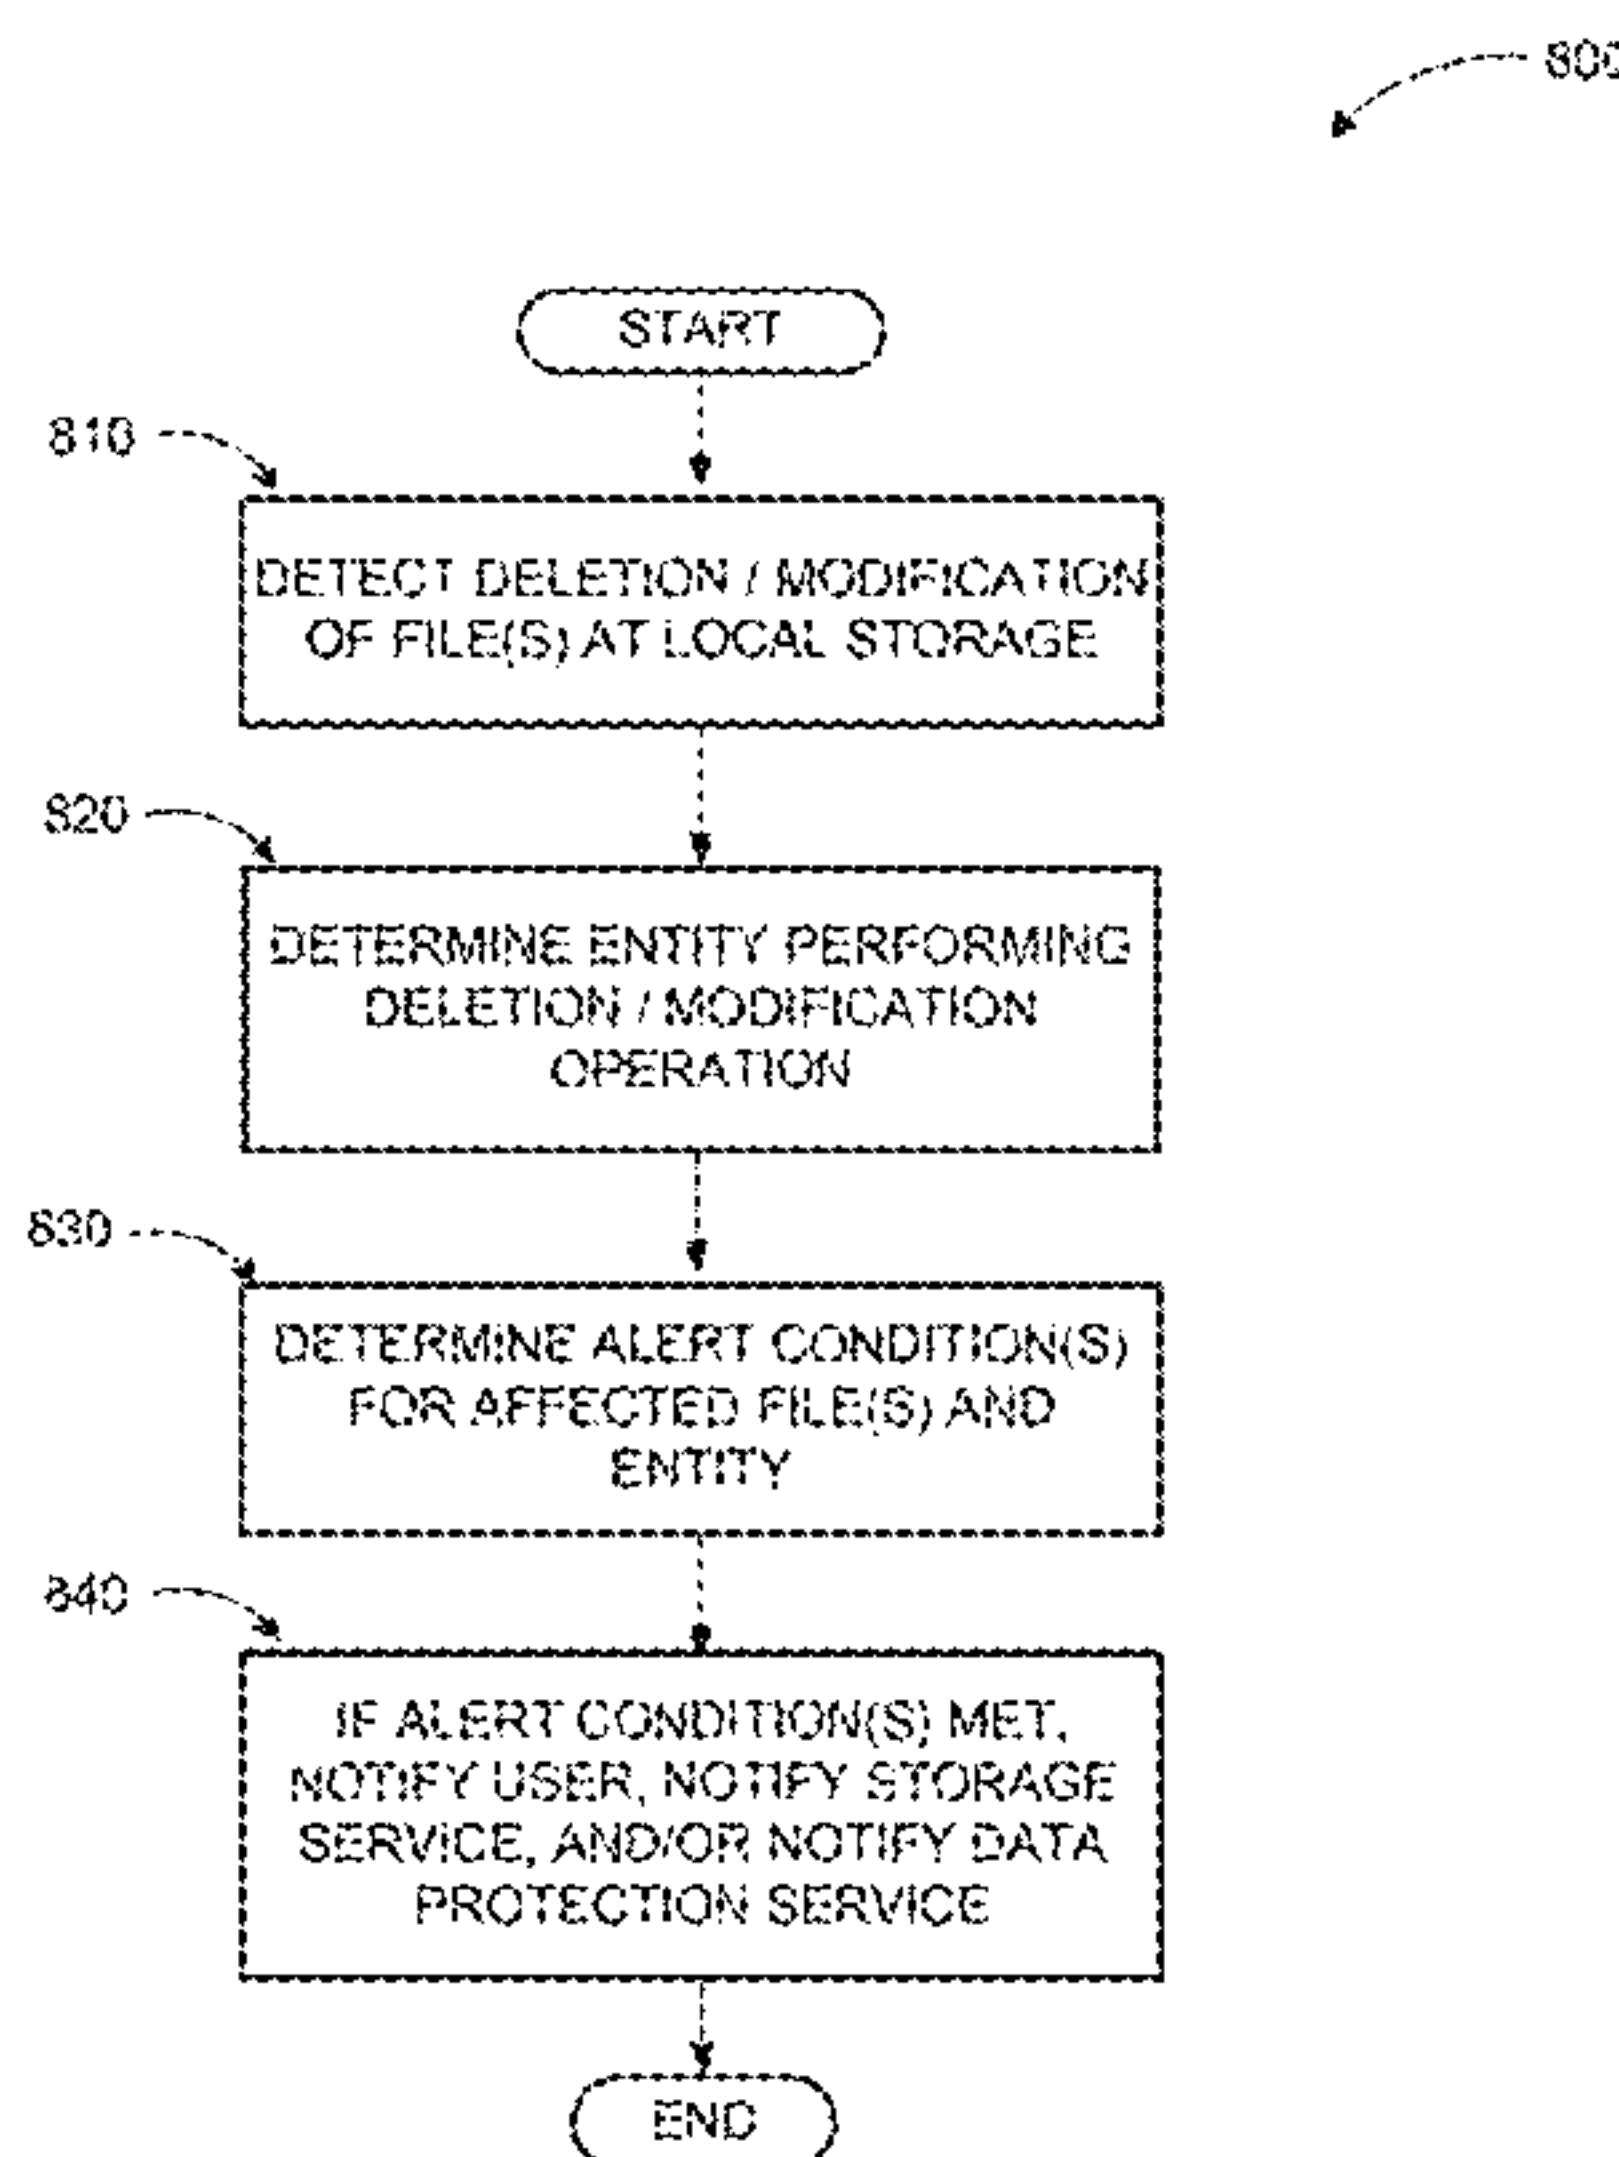 800
START
810
DETECT DELETION / MODIFICATION
OF FILE(S) AT LOCAL STORAGE
820
DETERMINE ENTITY PERFORMING
DELETION / MODIFICATION
OPERATION
830
DETERMINE ALERT CONDITION(S)
FOR AFFECTED FILE(S) AND
ENTITY
840
IF ALERT CONDITION(S) MET,
NOTIFY USER, NOTIFY STORAGE
SERVICE, AND/OR NOTIFY DATA
PROTECTION SERVICE
END